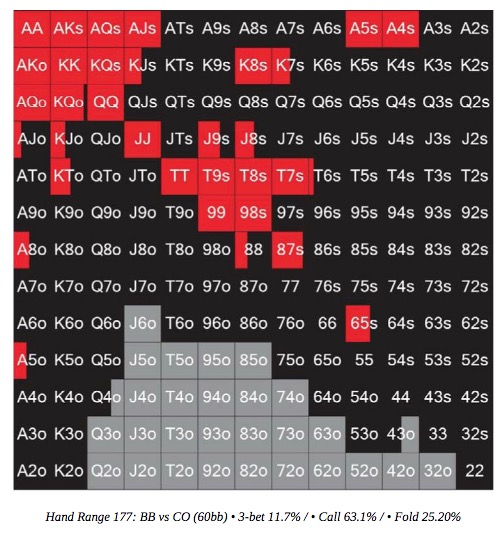 AA AKs AQs AJs ATs A9s A8s A7s A6s A5s A4s A3s A2s
AKo KK KQs KJs KTs K9s K8s K7s K6s K5s K4s K3s K2s
AQo KQo QQ QJs QTs Q9s Q8s Q7s Q6s Q5s Q4s Q3s Q2s
AJo KJo QJo JJ JTs J9s J8s J7s J6s J5s J4s J3s J2s
ATo KTo QTo JTo TT T9s T8s T7s T6s T5s T4s T3s T2s
A9o K9o Q9o J9o T9o 99 98s 97s 96s 95s 94s 93s 92s
A8o K8o Q8o J8o T8o 98o 88 87s 86s 85s 84s 83s 82s
A7o K7o Q7o J7o T7o 97o 87o 77 76s 75s 74s 73s 72s
A6o K6o Q6o J6o T6o 96o 86o 76o 66 65s 64s 63s 62s
A5o K5o Q5o J5o T5o 95o 85o 75o 65o 55 54s 53s 52s
A4o K4o Q4o J4o T4o 94o 84o 74o 64o 54o 44 43s 42s
A3o K3o Q3o J3o T3o 93o 83o 73o 63o 53o 43o 33 32s
A2o K2o Q2o J2o T2o 92o 82o 72o 62o 52o 42o 32o 22
Hand Range 177: BB vs CO (60bb) • 3-bet 11.7% / • Call 63.1% / • Fold 25.20%